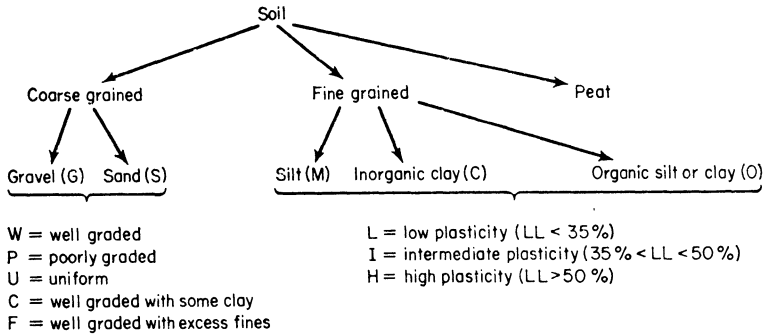 Soil
Coarse grained
Fine grained
Peat
Gravel (G)
Sand (S)
Silt (M)
Inorganic clay (C)
Organic silt or clay (O)
W = well graded
P = poorly graded
U = uniform
C = well graded with some clay
F = well graded with excess fines
L = low plasticity (LL < 35%)
I = intermediate plasticity (35% < LL < 50%)
H = high plasticity (LL > 50 %)